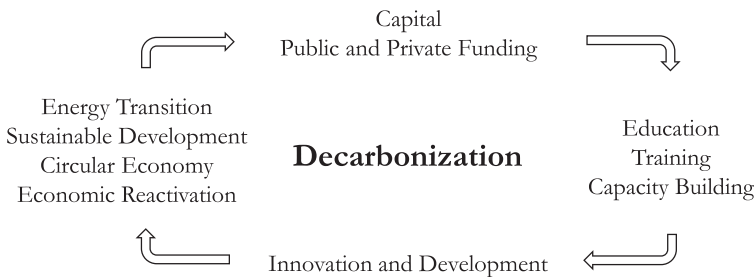 Capital
Public and Private Funding
Energy Transition
Sustainable Development
Circular Economy
Economic Reactivation
Decarbonization
Education
Training
Capacity Building
Innovation and Development